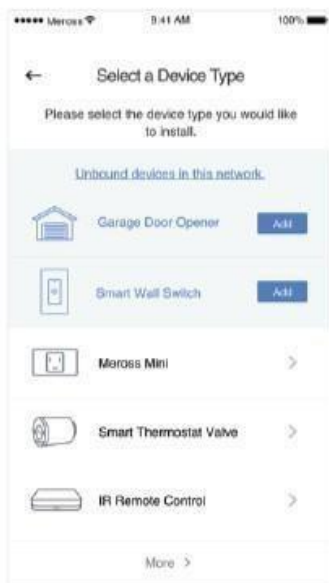 Meross 9:41 AM 100%
Select a Device Type
Please select the device type you would like
to install.
Unbound devices in this network.
Garage Door Opener Add
Smart Wall Switch Add
Meross Mini
Smart Thermostat Valve
IR Remote Control
More >